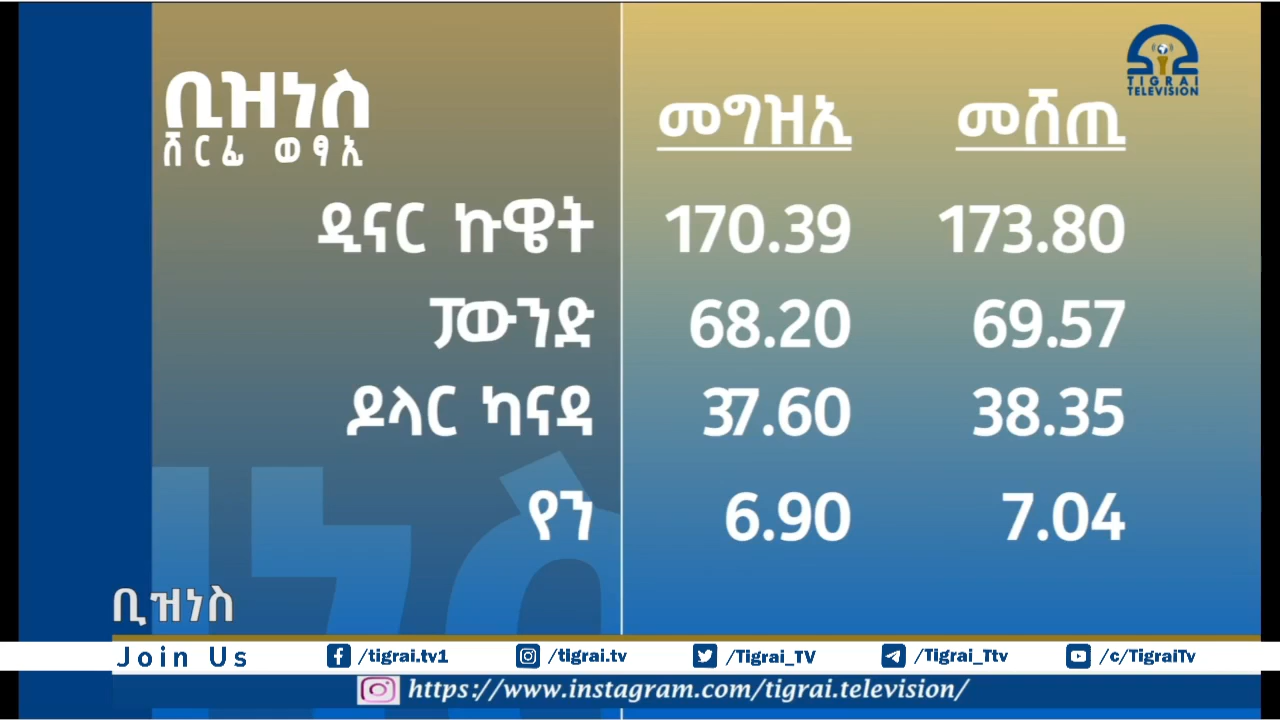 TIGRAI
TELEVISION
ቢዝነስ
ሸርፊ ወፃኢ
መግዝኢ መሸጢ
ዲናር ኩዌት 170.39 173.80
ፓውንድ 68.20 69.57
ዶላር ካናዳ 37.60 38.35
የን 6.90 7.04
ቢዝነስ
Join Us /tigrai.tv1 /tigrai.tv /Tigrai_TV /Tigrai_Ttv /c/TigraiTv
https://www.instagram.com/tigrai.television/